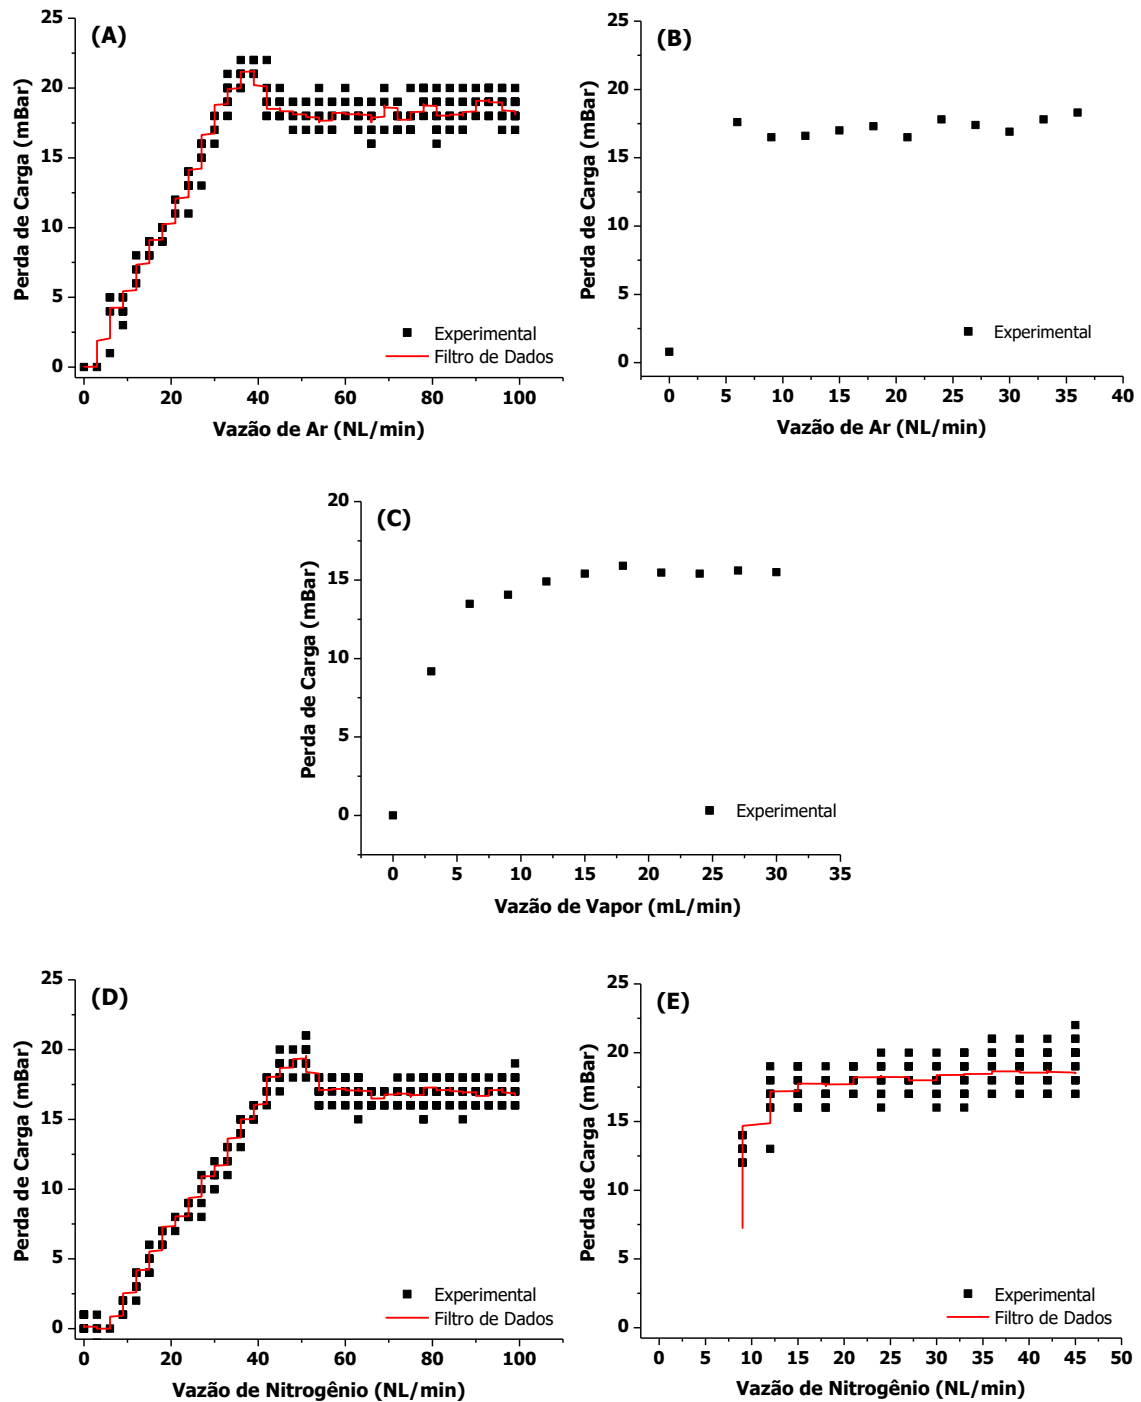 (A)
Perda de Carga (mBar)
25
20
15
10
5
0
Experimental
Filtro de Dados
0 20 40 60 80 100
Vazão de Ar (NL/min)
(B)
Perda de Carga (mBar)
25
20
15
10
5
0
Experimental
0 5 10 15 20 25 30 35 40
Vazão de Ar (NL/min)
(C)
Perda de Carga (mBar)
20
15
10
5
0
Experimental
0 5 10 15 20 25 30 35
Vazão de Vapor (mL/min)
(D)
Perda de Carga (mBar)
25
20
15
10
5
0
Experimental
Filtro de Dados
0 20 40 60 80 100
Vazão de Nitrogênio (NL/min)
(E)
Perda de Carga (mBar)
25
20
15
10
5
0
Experimental
Filtro de Dados
0 5 10 15 20 25 30 35 40 45 50
Vazão de Nitrogênio (NL/min)